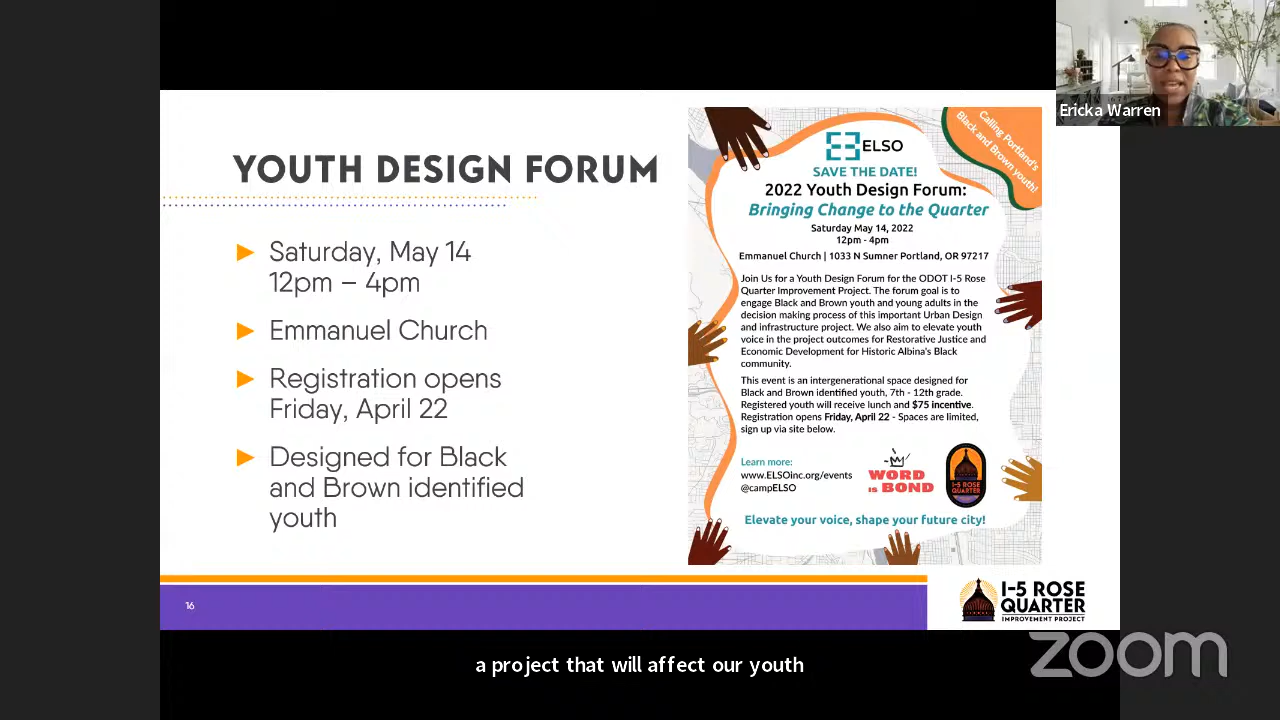 Ericka Warren
YOUTH DESIGN FORUM
Saturday, May 14
12pm – 4pm
Emmanuel Church
Registration opens
Friday, April 22
Designed for Black
and Brown identified
youth
Calling Portland's
Black and Brown youth!
ELSO
SAVE THE DATE!
2022 Youth Design Forum:
Bringing Change to the Quarter
Saturday May 14, 2022
12pm - 4pm
Emmanuel Church | 1033 N Sumner Portland, OR 97217
Join Us for a Youth Design Forum for the ODOT I-5 Rose
Quarter Improvement Project. The forum goal is to
engage Black and Brown youth and young adults in the
decision making process of this important Urban Design
and infrastructure project. We also aim to elevate youth
voice in the project outcomes for Restorative Justice and
Economic Development for Historic Albina's Black
community.
This event is an intergenerational space designed for
Black and Brown identified youth, 7th - 12th grade.
Registered youth will receive lunch and $75 incentive.
Registration opens Friday, April 22 - Spaces are limited,
sign up via site below.
Learn more:
www.ELSOinc.org/events
@campELSO
WORD
IS BOND
I-5 ROSE
QUARTER
Elevate your voice, shape your future city!
16
I-5 ROSE
QUARTER
IMPROVEMENT PROJECT
a project that will affect our youth
zoom